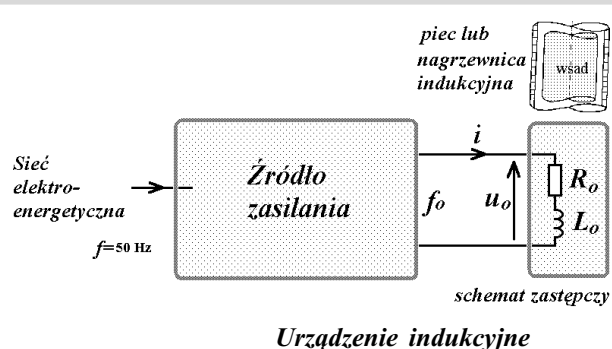 piec lub
nagrzewnica
indukcyjna
wsad
Sieć
elektro-
energetyczna
f=50 Hz
Źródło
zasilania
i
fo
uo
Ro
Lo
schemat zastępczy
Urządzenie indukcyjne